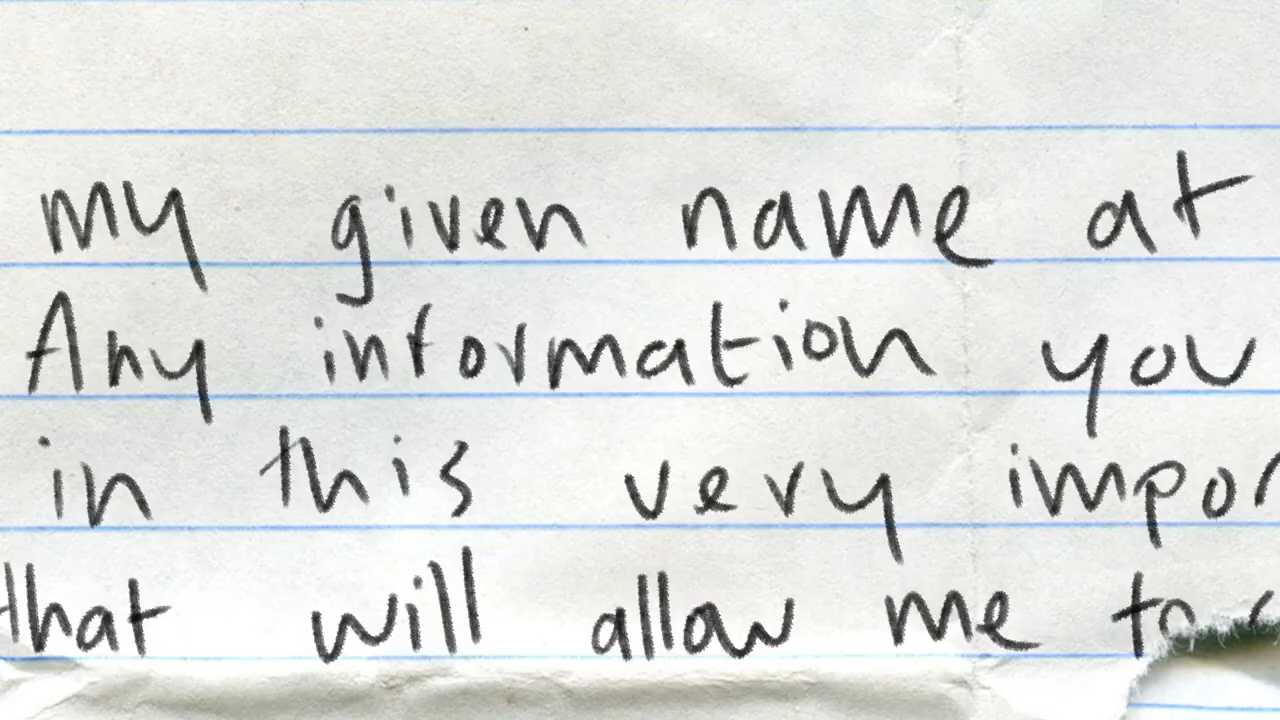 my given name at
Any information you
in this very impor
that will allow me to